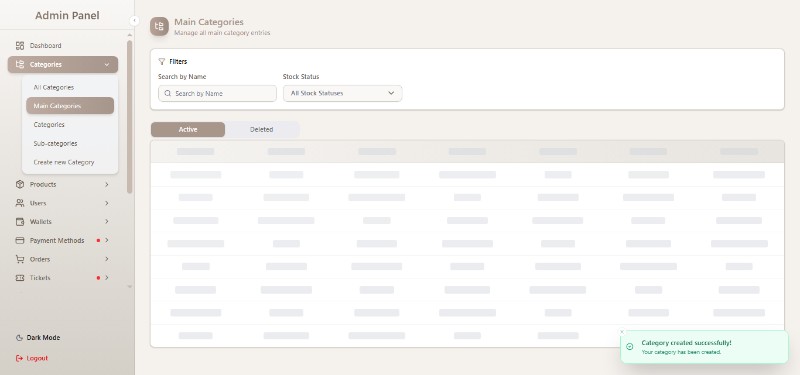 Admin Panel
Dashboard
Categories
All Categories
Main Categories
Categories
Sub-categories
Create new Category
Products
Users
Wallets
Payment Methods
Orders
Tickets
Dark Mode
Logout
Main Categories
Manage all main category entries
Filters
Search by Name
Stock Status
Search by Name
All Stock Statuses
Active
Deleted
Category created successfully!
Your category has been created.